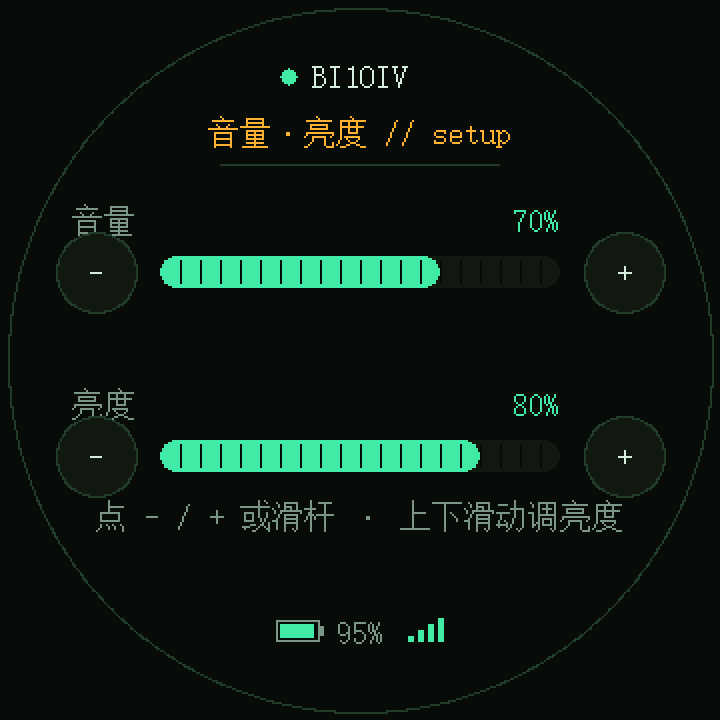 BI1OIV
音量·亮度 // setup
音量 70%
- +
亮度 80%
- +
点 - / + 或滑杆 · 上下滑动调亮度
95%